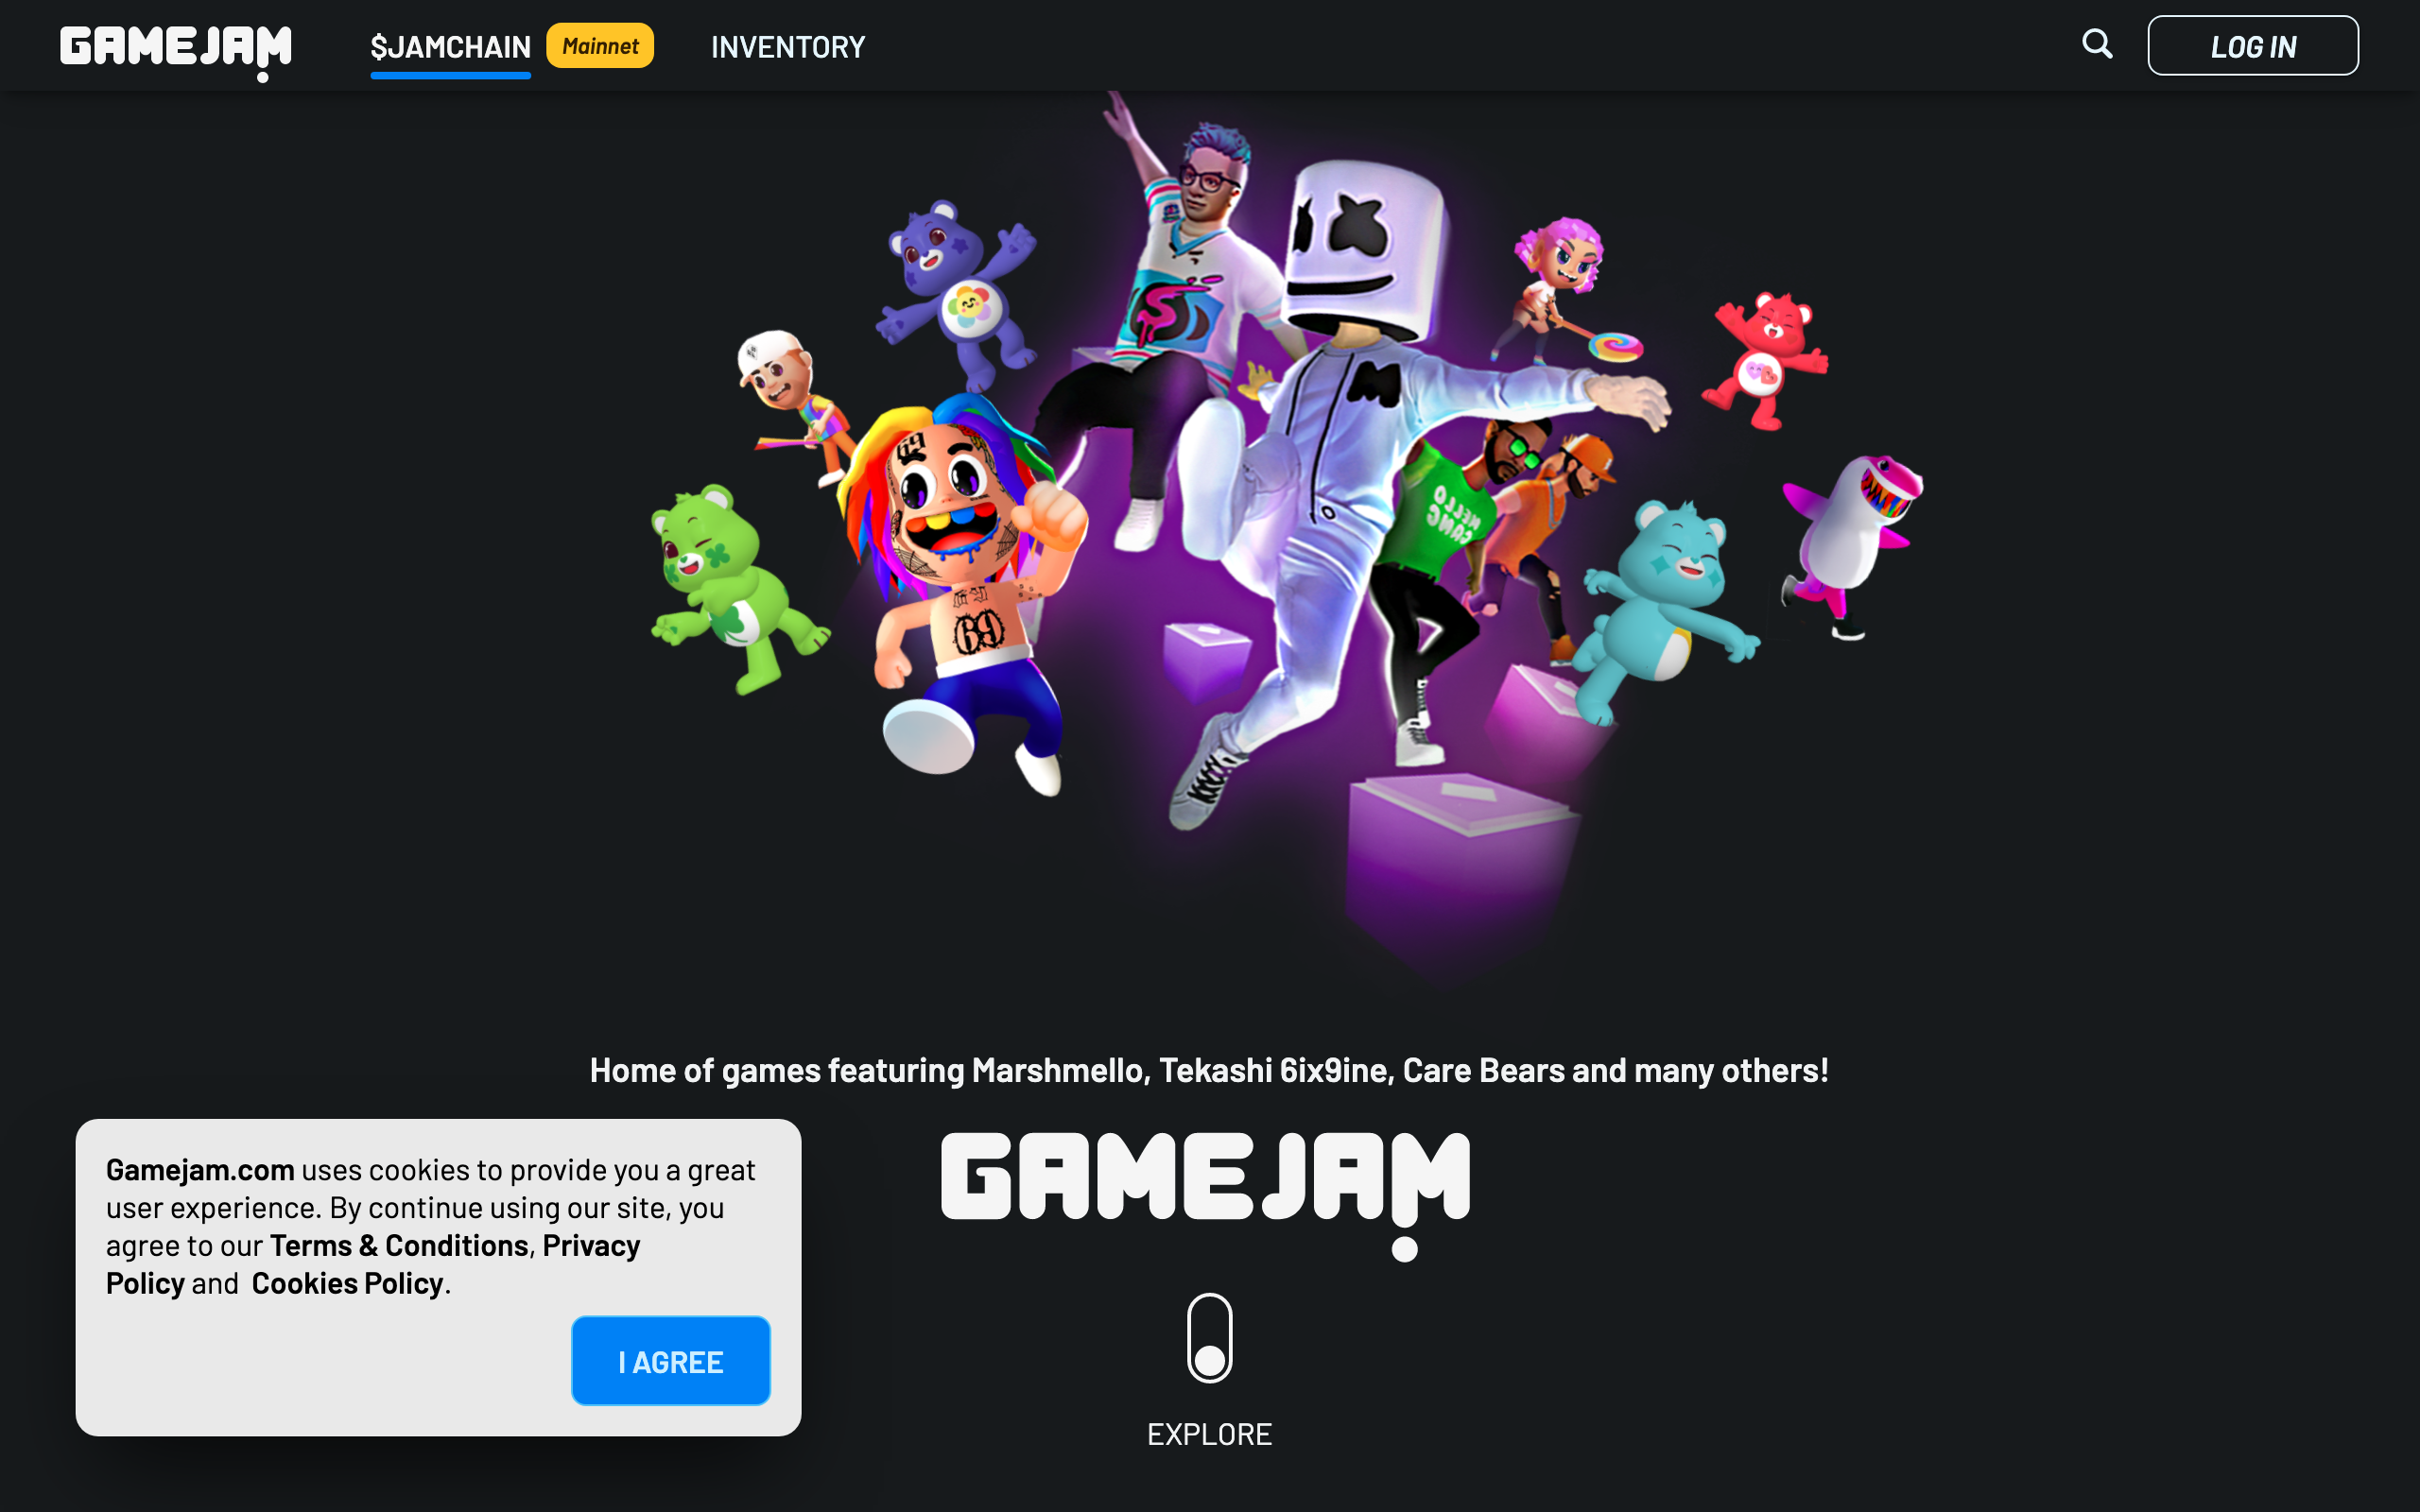 GAMEJAM
$JAMCHAIN Mainnet INVENTORY LOG IN
69
69
M
Home of games featuring Marshmello, Tekashi 6ix9ine, Care Bears and many others!
GAMEJAM
Gamejam.com uses cookies to provide you a great
user experience. By continue using our site, you
agree to our Terms & Conditions, Privacy
Policy and Cookies Policy.
I AGREE
EXPLORE